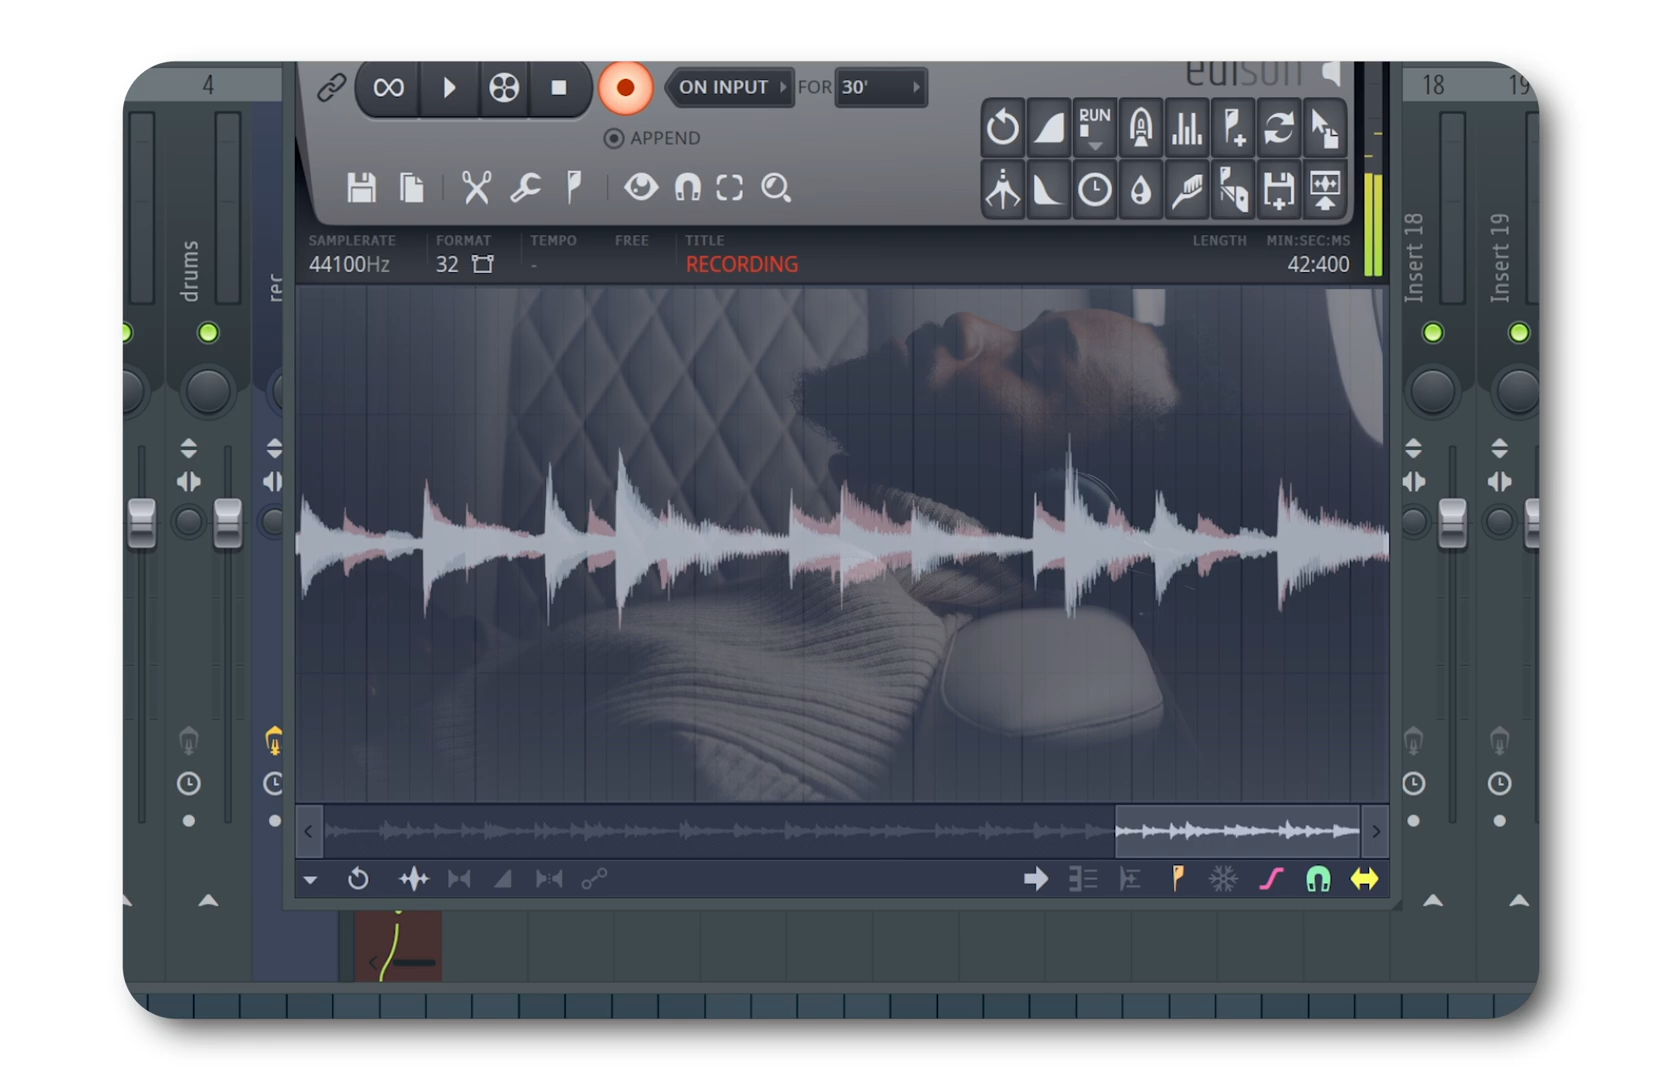 4
edison
18
19
ON INPUT
FOR
30'
APPEND
RUN
SAMPLERATE
FORMAT
TEMPO
FREE
TITLE
LENGTH
MIN:SEC:MS
44100Hz
32
-
RECORDING
42:400
drums
rec
Insert 18
Insert 19